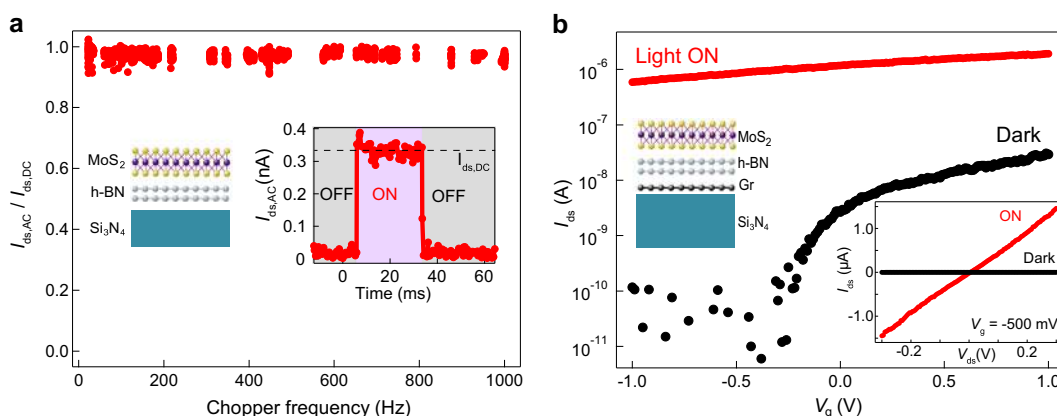 a
I_ds,AC / I_ds,DC
1.0
0.8
0.6
0.4
0.2
0.0
0 200 400 600 800 1000
Chopper frequency (Hz)
MoS₂
h-BN
Si₃N₄
I_ds,AC (nA)
0.4
0.3
0.2
0.1
0
I_ds,DC
OFF ON OFF
0 20 40 60
Time (ms)
b
I_ds (A)
10⁻⁶
10⁻⁷
10⁻⁸
10⁻⁹
10⁻¹⁰
10⁻¹¹
-1.0 -0.5 0.0 0.5 1.0
V_g (V)
Light ON
Dark
MoS₂
h-BN
Gr
Si₃N₄
I_ds (µA)
1.0
0
-1.0
ON
Dark
V_g = -500 mV
-0.2 0.2
V_ds (V)